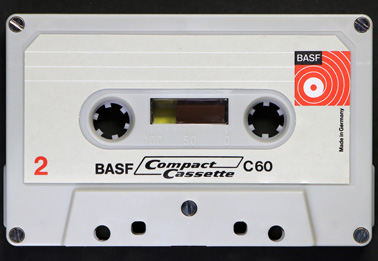 BASF
Made in Germany
2
BASF Compact Cassette C60